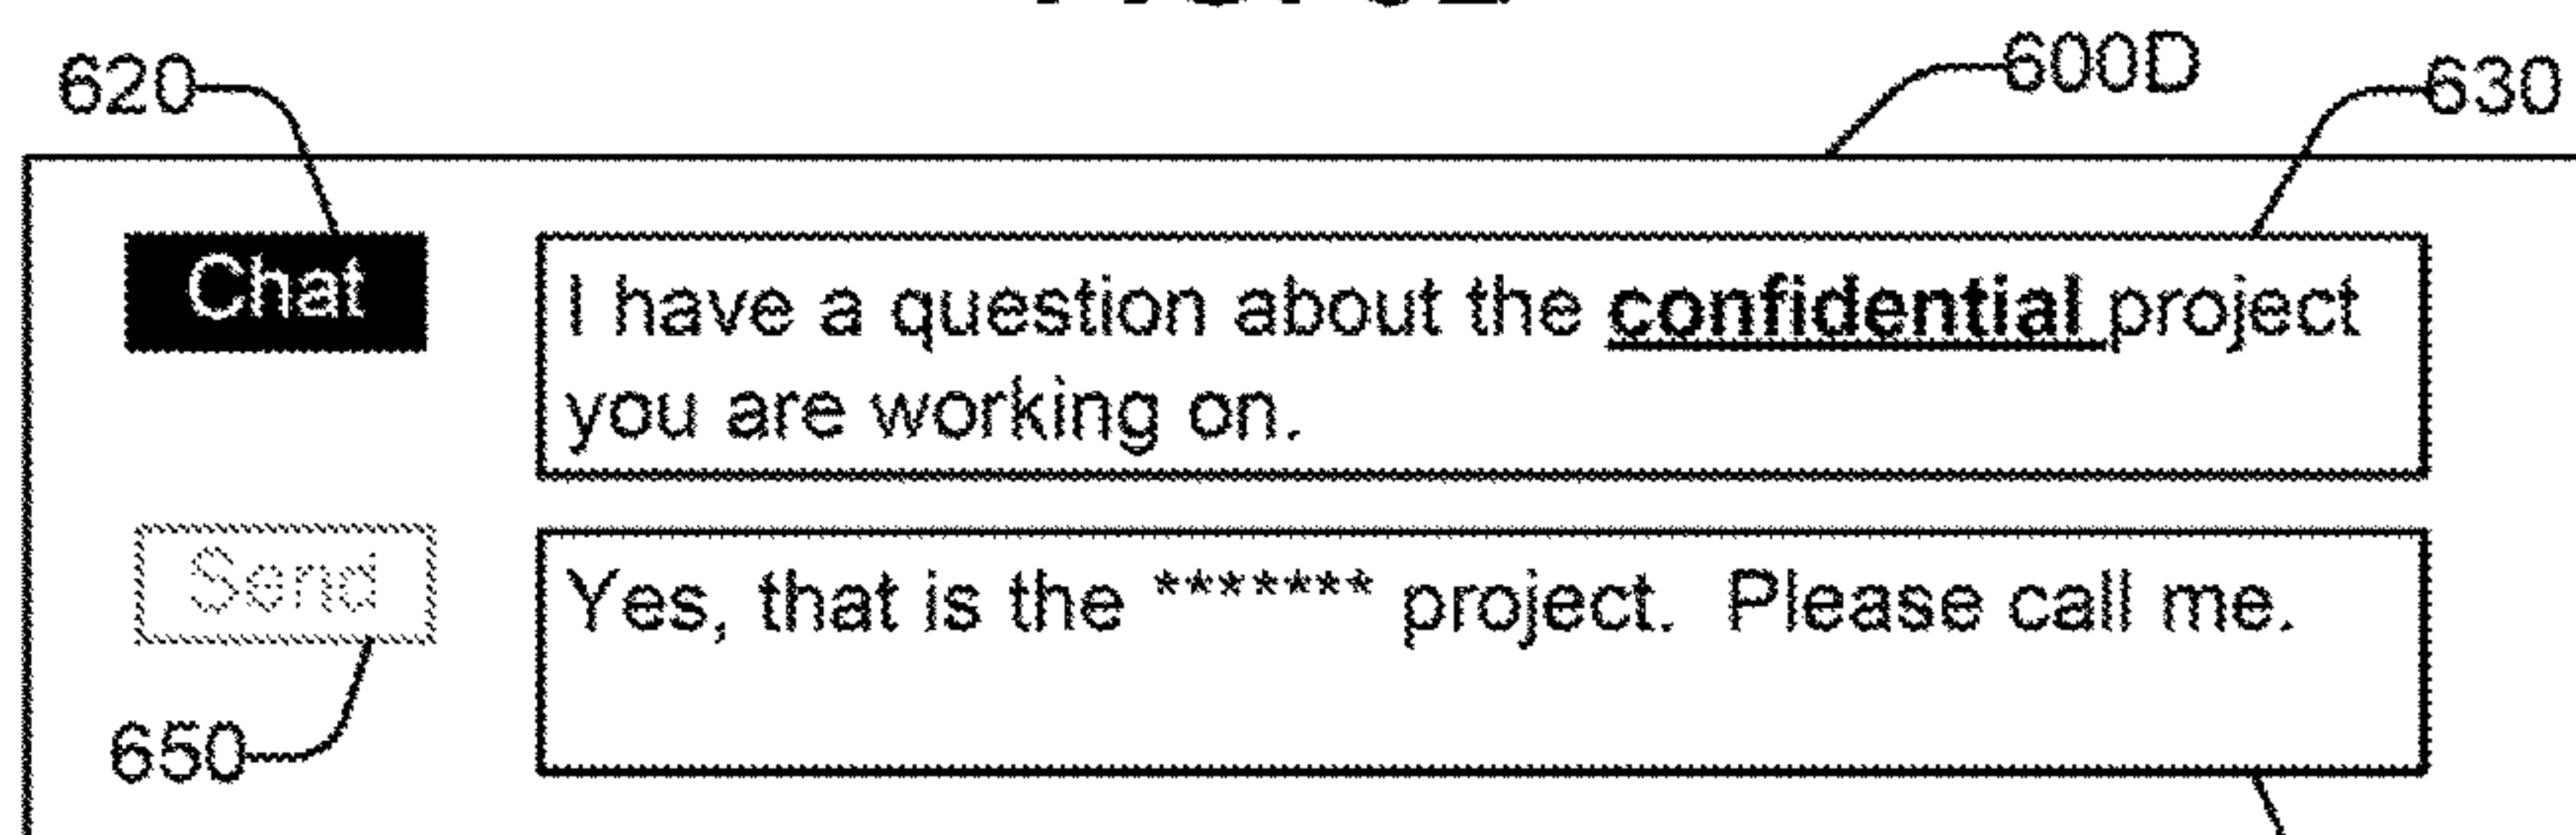 620
600D
630
Chat
I have a question about the confidential project
you are working on.
Send
Yes, that is the ******* project.  Please call me.
650